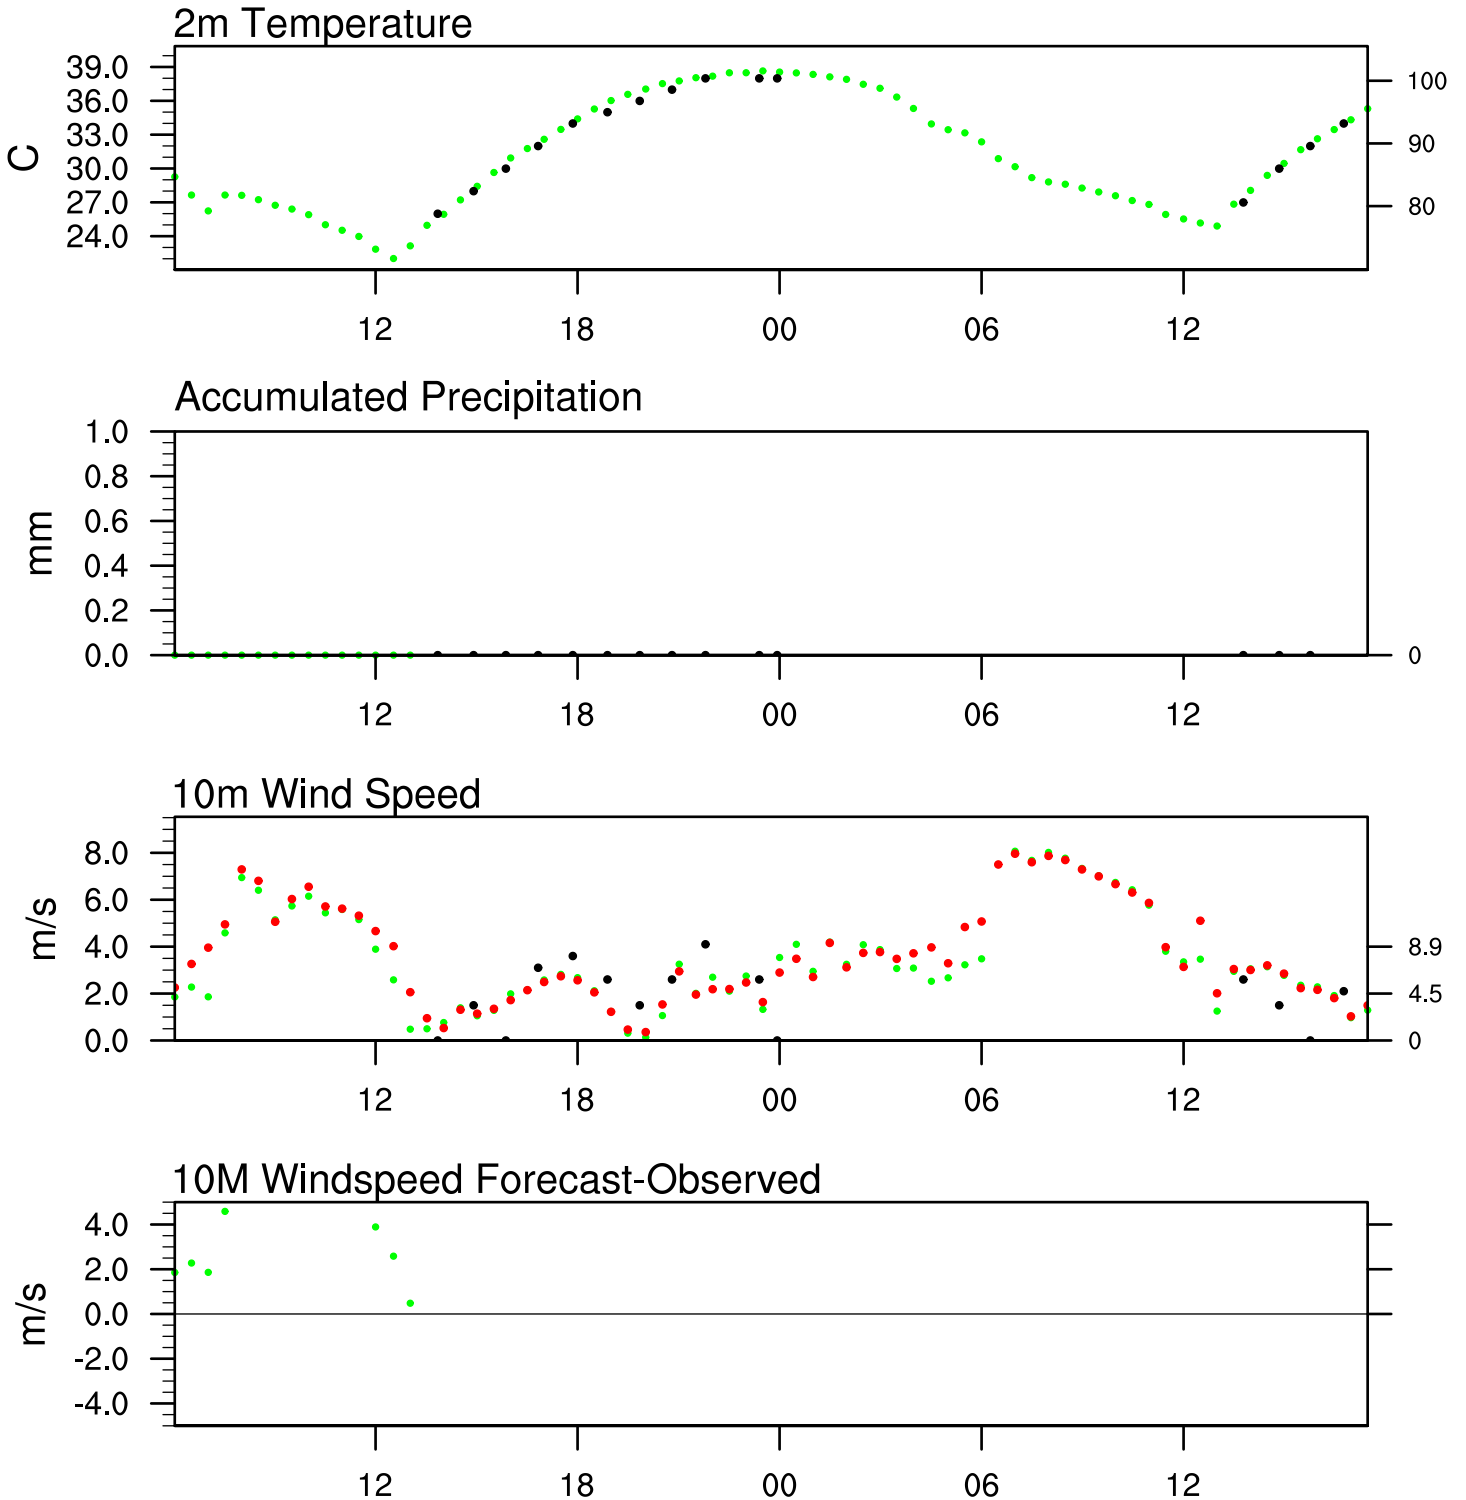 2m Temperature
39.0
36.0
33.0
30.0
27.0
24.0
C
100
90
80
12 18 00 06 12
Accumulated Precipitation
1.0
0.8
0.6
0.4
0.2
0.0
mm
0
12 18 00 06 12
10m Wind Speed
8.0
6.0
4.0
2.0
0.0
m/s
8.9
4.5
0
12 18 00 06 12
10M Windspeed Forecast-Observed
4.0
2.0
0.0
-2.0
-4.0
m/s
12 18 00 06 12